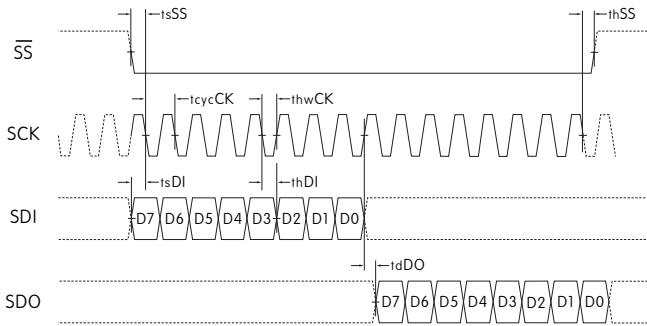 tsSS thSS
SS
tcycCK thwCK
SCK
tsDI thDI
SDI D7 D6 D5 D4 D3 D2 D1 D0
tdDO
SDO D7 D6 D5 D4 D3 D2 D1 D0